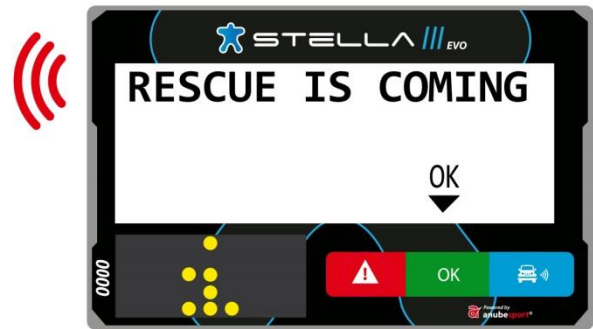 STELLA III EVO
RESCUE IS COMING
OK
0000
OK
Powered by
anubesport®